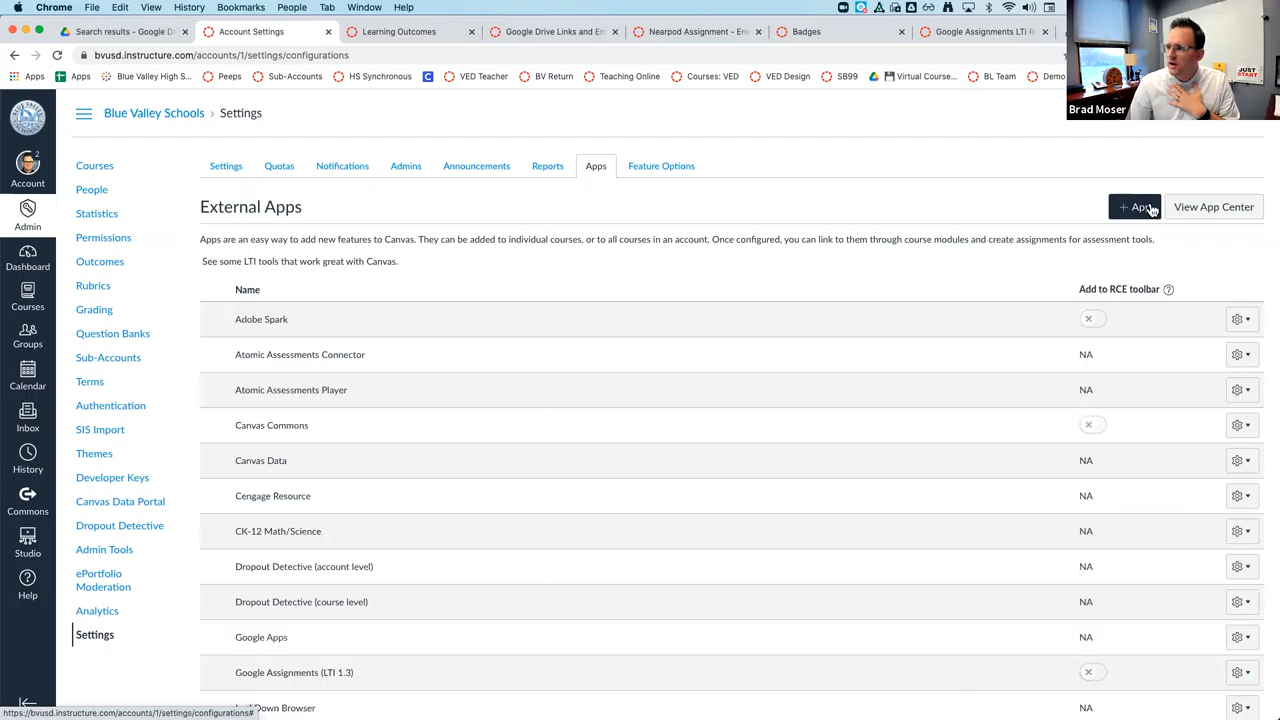 Chrome File Edit View History Bookmarks People Tab Window Help
Search results - Google D
Account Settings
Learning Outcomes
Google Drive Links and Em
Nearpod Assignment - En
Badges
Google Assignments LTI R
bvusd.instructure.com/accounts/1/settings/configurations
Apps
Apps
Blue Valley High S...
Peeps
Sub-Accounts
HS Synchronous
VED Teacher
BV Return
Teaching Online
Courses: VED
VED Design
SB99
Virtual Course...
BL Team
Demo
JUST START
Brad Moser
Blue Valley Schools › Settings
2
Account
Admin
Dashboard
Courses
Groups
Calendar
Inbox
History
Commons
Studio
Help
Courses
People
Statistics
Permissions
Outcomes
Rubrics
Grading
Question Banks
Sub-Accounts
Terms
Authentication
SIS Import
Themes
Developer Keys
Canvas Data Portal
Dropout Detective
Admin Tools
ePortfolio
Moderation
Analytics
Settings
Settings Quotas Notifications Admins Announcements Reports Apps Feature Options
External Apps
+ App
View App Center
Apps are an easy way to add new features to Canvas. They can be added to individual courses, or to all courses in an account. Once configured, you can link to them through course modules and create assignments for assessment tools.
See some LTI tools that work great with Canvas.
Name Add to RCE toolbar
Adobe Spark
Atomic Assessments Connector NA
Atomic Assessments Player NA
Canvas Commons
Canvas Data NA
Cengage Resource NA
CK-12 Math/Science NA
Dropout Detective (account level) NA
Dropout Detective (course level) NA
Google Apps NA
Google Assignments (LTI 1.3)
Down Browser NA
https://bvusd.instructure.com/accounts/1/settings/configurations#